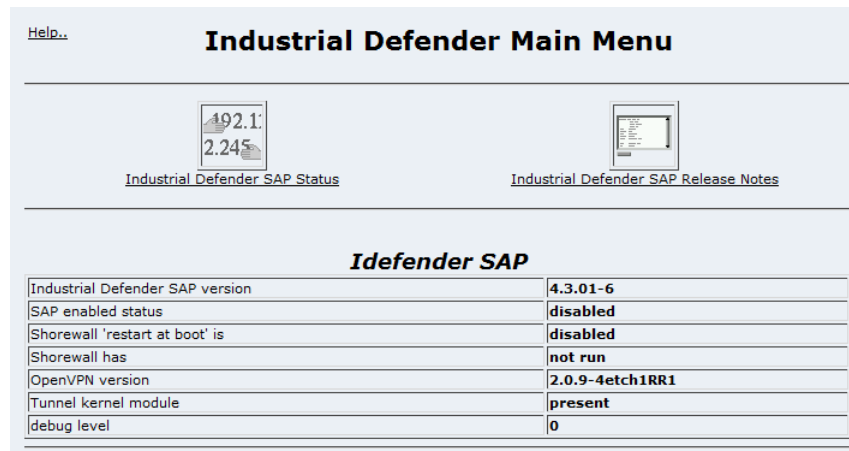 Help..
Industrial Defender Main Menu
192.1
2.245
Industrial Defender SAP Status
Industrial Defender SAP Release Notes
Idefender SAP
Industrial Defender SAP version 4.3.01-6
SAP enabled status disabled
Shorewall 'restart at boot' is disabled
Shorewall has not run
OpenVPN version 2.0.9-4etch1RR1
Tunnel kernel module present
debug level 0